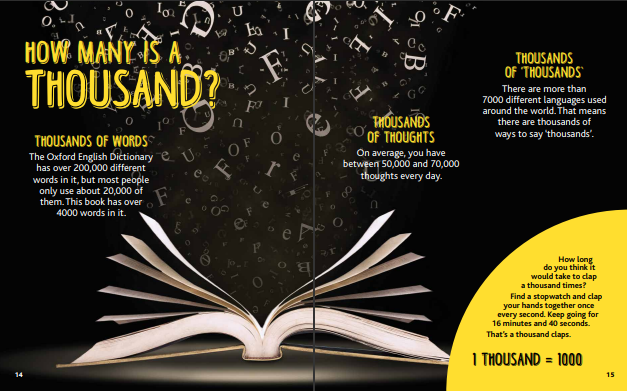 HOW MANY IS A
THOUSAND?
THOUSANDS OF WORDS
The Oxford English Dictionary
has over 200,000 different
words in it, but most people
only use about 20,000 of
them. This book has over
4000 words in it.
THOUSANDS
OF THOUGHTS
On average, you have
between 50,000 and 70,000
thoughts every day.
THOUSANDS
OF ‘THOUSANDS‘
There are more than
7000 different languages used
around the world. That means
there are thousands of
ways to say ‘thousands’.
How long
do you think it
would take to clap
a thousand times?
Find a stopwatch and clap
your hands together once
every second. Keep going for
16 minutes and 40 seconds.
That’s a thousand claps.
1 THOUSAND = 1000
14
15